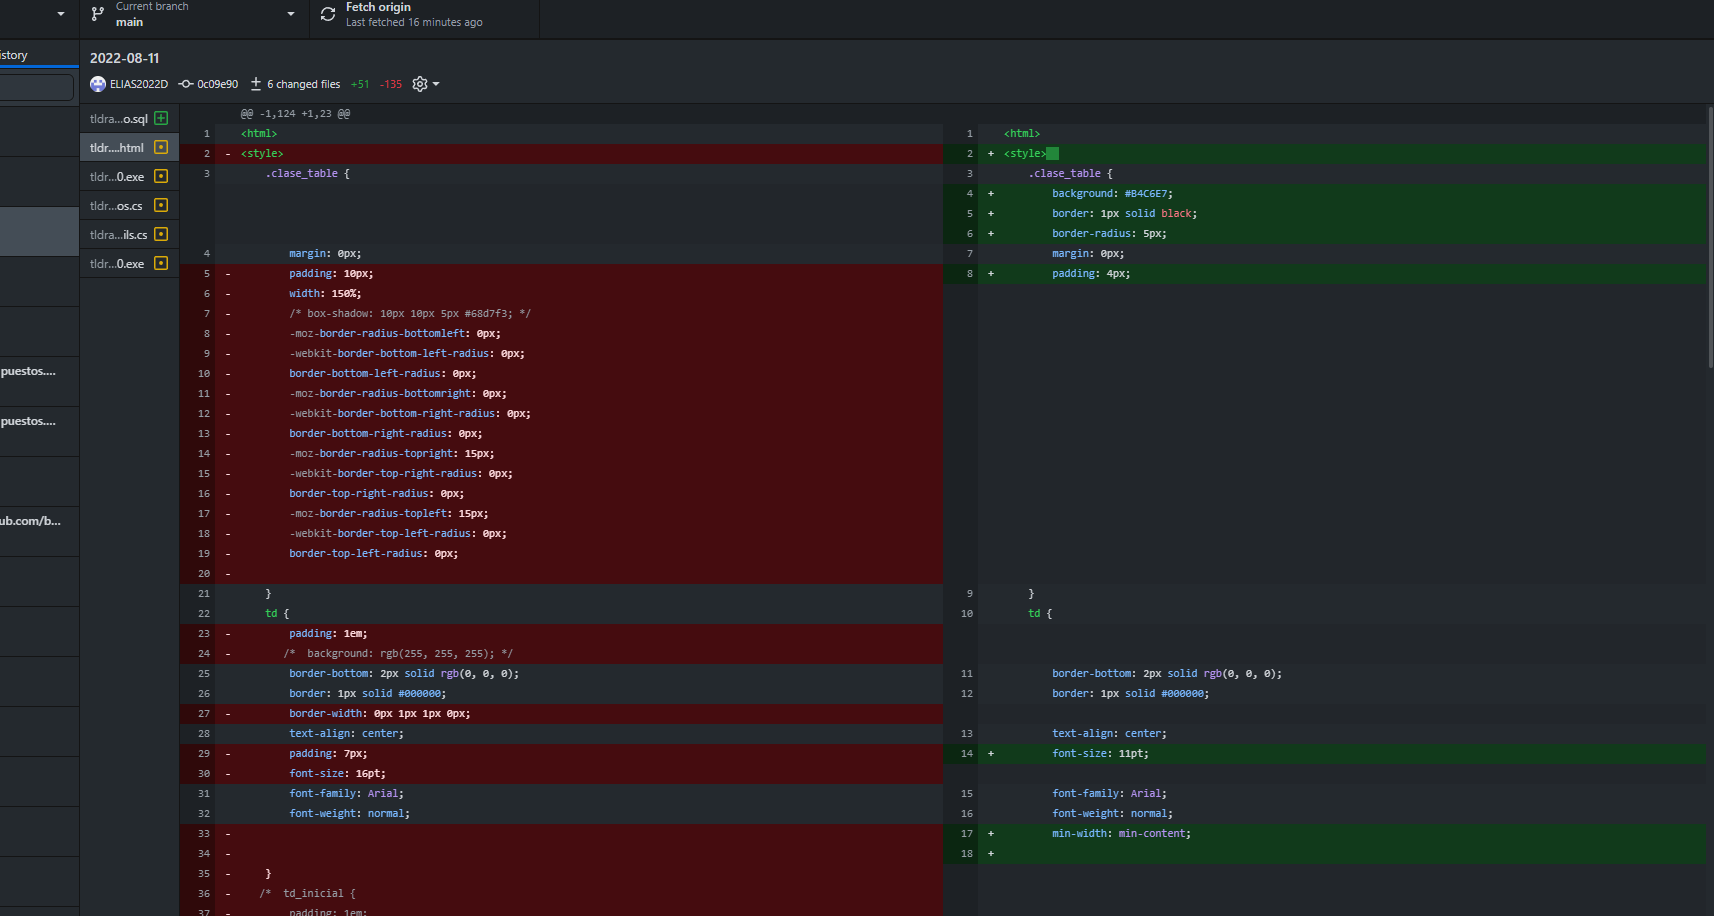 Current branch
main
Fetch origin
Last fetched 16 minutes ago
istory
2022-08-11
ELIAS2022D 0c09e90 6 changed files +51 -135
tldra...o.sql
tldr....html
tldr...0.exe
tldr...os.cs
tldra...ils.cs
tldr...0.exe
puestos....
puestos....
ub.com/b...
@@ -1,124 +1,23 @@
1 <html>
2 - <style>
3 .clase_table {
4 margin: 0px;
5 - padding: 10px;
6 - width: 150%;
7 - /* box-shadow: 10px 10px 5px #68d7f3; */
8 - -moz-border-radius-bottomleft: 0px;
9 - -webkit-border-bottom-left-radius: 0px;
10 - border-bottom-left-radius: 0px;
11 - -moz-border-radius-bottomright: 0px;
12 - -webkit-border-bottom-right-radius: 0px;
13 - border-bottom-right-radius: 0px;
14 - -moz-border-radius-topright: 15px;
15 - -webkit-border-top-right-radius: 0px;
16 - border-top-right-radius: 0px;
17 - -moz-border-radius-topleft: 15px;
18 - -webkit-border-top-left-radius: 0px;
19 - border-top-left-radius: 0px;
20 -
21 }
22 td {
23 - padding: 1em;
24 - /* background: rgb(255, 255, 255); */
25 border-bottom: 2px solid rgb(0, 0, 0);
26 border: 1px solid #000000;
27 - border-width: 0px 1px 1px 0px;
28 text-align: center;
29 - padding: 7px;
30 - font-size: 16pt;
31 font-family: Arial;
32 font-weight: normal;
33 -
34 -
35 - }
36 - /* td_inicial {
37 - padding: 1em;
1 <html>
2 + <style>
3 .clase_table {
4 + background: #B4C6E7;
5 + border: 1px solid black;
6 + border-radius: 5px;
7 margin: 0px;
8 + padding: 4px;
9 }
10 td {
11 border-bottom: 2px solid rgb(0, 0, 0);
12 border: 1px solid #000000;
13 text-align: center;
14 + font-size: 11pt;
15 font-family: Arial;
16 font-weight: normal;
17 + min-width: min-content;
18 +